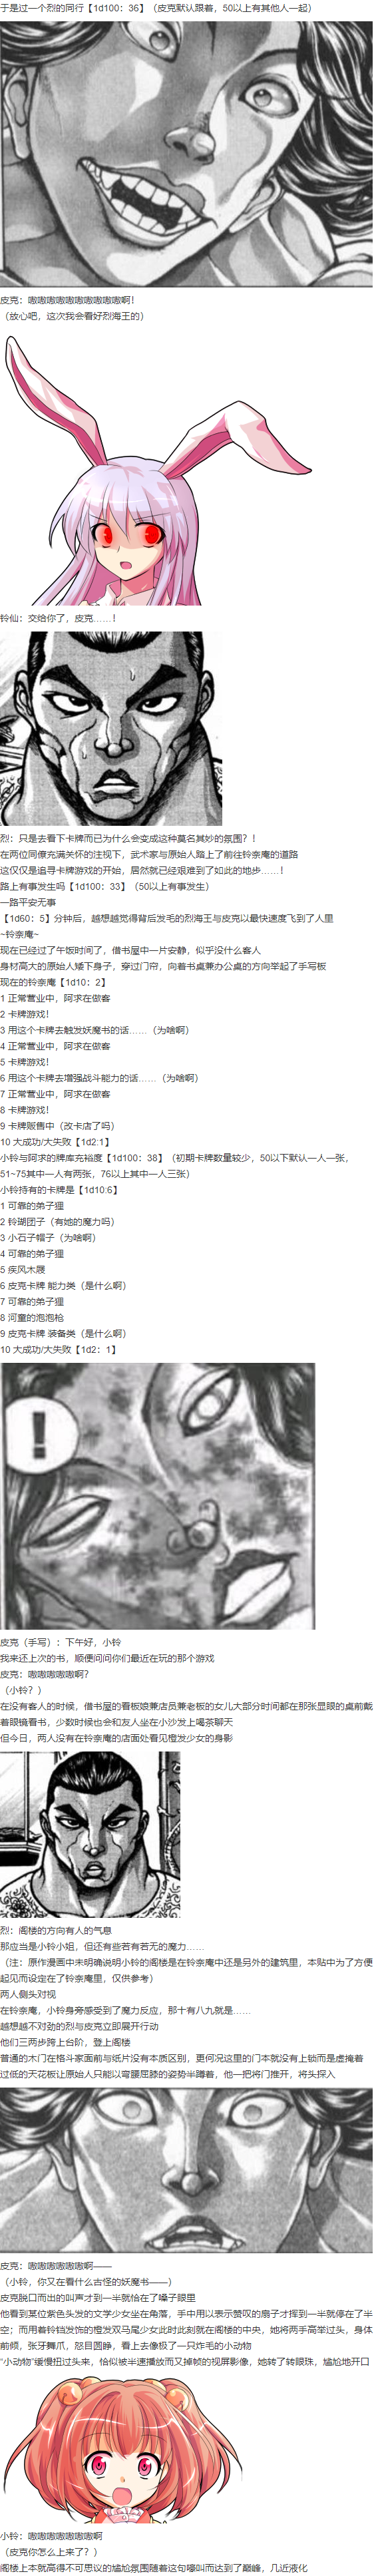 于是过一个烈的同行【1d100：36】（皮克默认跟着，50以上有其他人一起）
皮克：嗷嗷嗷嗷嗷嗷嗷嗷嗷嗷啊！
（放心吧，这次我会看好烈海王的）
铃仙：交给你了，皮克……！
烈：只是去看下卡牌而已为什么会变成这种莫名其妙的氛围？！
在两位同僚充满关怀的注视下，武术家与原始人踏上了前往铃奈庵的道路
这仅仅是追寻卡牌游戏的开始，居然就已经艰难到了如此的地步……！
路上有事发生吗【1d100：33】（50以上有事发生）
一路平安无事
【1d60：5】分钟后，越想越觉得背后发毛的烈海王与皮克以最快速度飞到了人里
~铃奈庵~
现在已经过了午饭时间了，借书屋中一片安静，似乎没什么客人
身材高大的原始人矮下身子，穿过门帘，向着书桌兼办公桌的方向举起了手写板
现在的铃奈庵【1d10：2】
1 正常营业中，阿求在做客
2 卡牌游戏！
3 用这个卡牌去触发妖魔书的话……（为啥啊）
4 正常营业中，阿求在做客
5 卡牌游戏！
6 用这个卡牌去增强战斗能力的话……（为啥啊）
7 正常营业中，阿求在做客
8 卡牌游戏！
9 卡牌贩售中（改卡店了吗）
10 大成功/大失败【1d2:1】
小铃与阿求的牌库充裕度【1d100：38】（初期卡牌数量较少，50以下默认一人一张，
51~75其中一人有两张，76以上其中一人三张）
小铃持有的卡牌是【1d10:6】
1 可靠的弟子狸
2 铃瑚团子（有她的魔力吗）
3 小石子帽子（为啥啊）
4 可靠的弟子狸
5 疾风木屐
6 皮克卡牌 能力类（是什么啊）
7 可靠的弟子狸
8 河童的泡泡枪
9 皮克卡牌 装备类（是什么啊）
10 大成功/大失败【1d2：1】
！
皮克（手写）：下午好，小铃
我来还上次的书，顺便问问你们最近在玩的那个游戏
皮克：嗷嗷嗷嗷嗷啊？
（小铃？）
在没有客人的时候，借书屋的看板娘兼店员兼老板的女儿大部分时间都在那张显眼的桌前戴
着眼镜看书，少数时候也会和友人坐在小沙发上喝茶聊天
但今日，两人没有在铃奈庵的店面处看见橙发少女的身影
烈：阁楼的方向有人的气息
那应当是小铃小姐，但还有些若有若无的魔力……
（注：原作漫画中未明确说明小铃的阁楼是在铃奈庵中还是另外的建筑里，本贴中为了方便
起见而设定在了铃奈庵里，仅供参考）
两人侧头对视
在铃奈庵，小铃身旁感受到了魔力反应，那十有八九就是……
越想越不对劲的烈与皮克立即展开行动
他们三两步跨上台阶，登上阁楼
普通的木门在格斗家面前与纸片没有本质区别，更何况这里的门本就没有上锁而是虚掩着
过低的天花板让原始人只能以弯腰屈膝的姿势半蹲着，他一把将门推开，将头探入
皮克：嗷嗷嗷嗷嗷嗷啊——
（小铃，你又在看什么古怪的妖魔书——）
皮克脱口而出的叫声才到一半就恰在了嗓子眼里
他看到某位紫色头发的文学少女坐在角落，手中用以表示赞叹的扇子才挥到一半就停在了半
空；而用着铃铛发饰的橙发双马尾少女此时此刻就在阁楼的中央，她将两手高举过头，身体
前倾，张牙舞爪，怒目圆睁，看上去像极了一只炸毛的小动物
“小动物”缓慢扭过头来，恰似被半速播放而又掉帧的视屏影像，她转了转眼珠，尴尬地开口
小铃：嗷嗷嗷嗷嗷嗷嗷啊
（皮克你怎么上来了？）
阁楼上本就高得不可思议的尴尬氛围随着这句嚎叫而达到了巅峰，几近液化